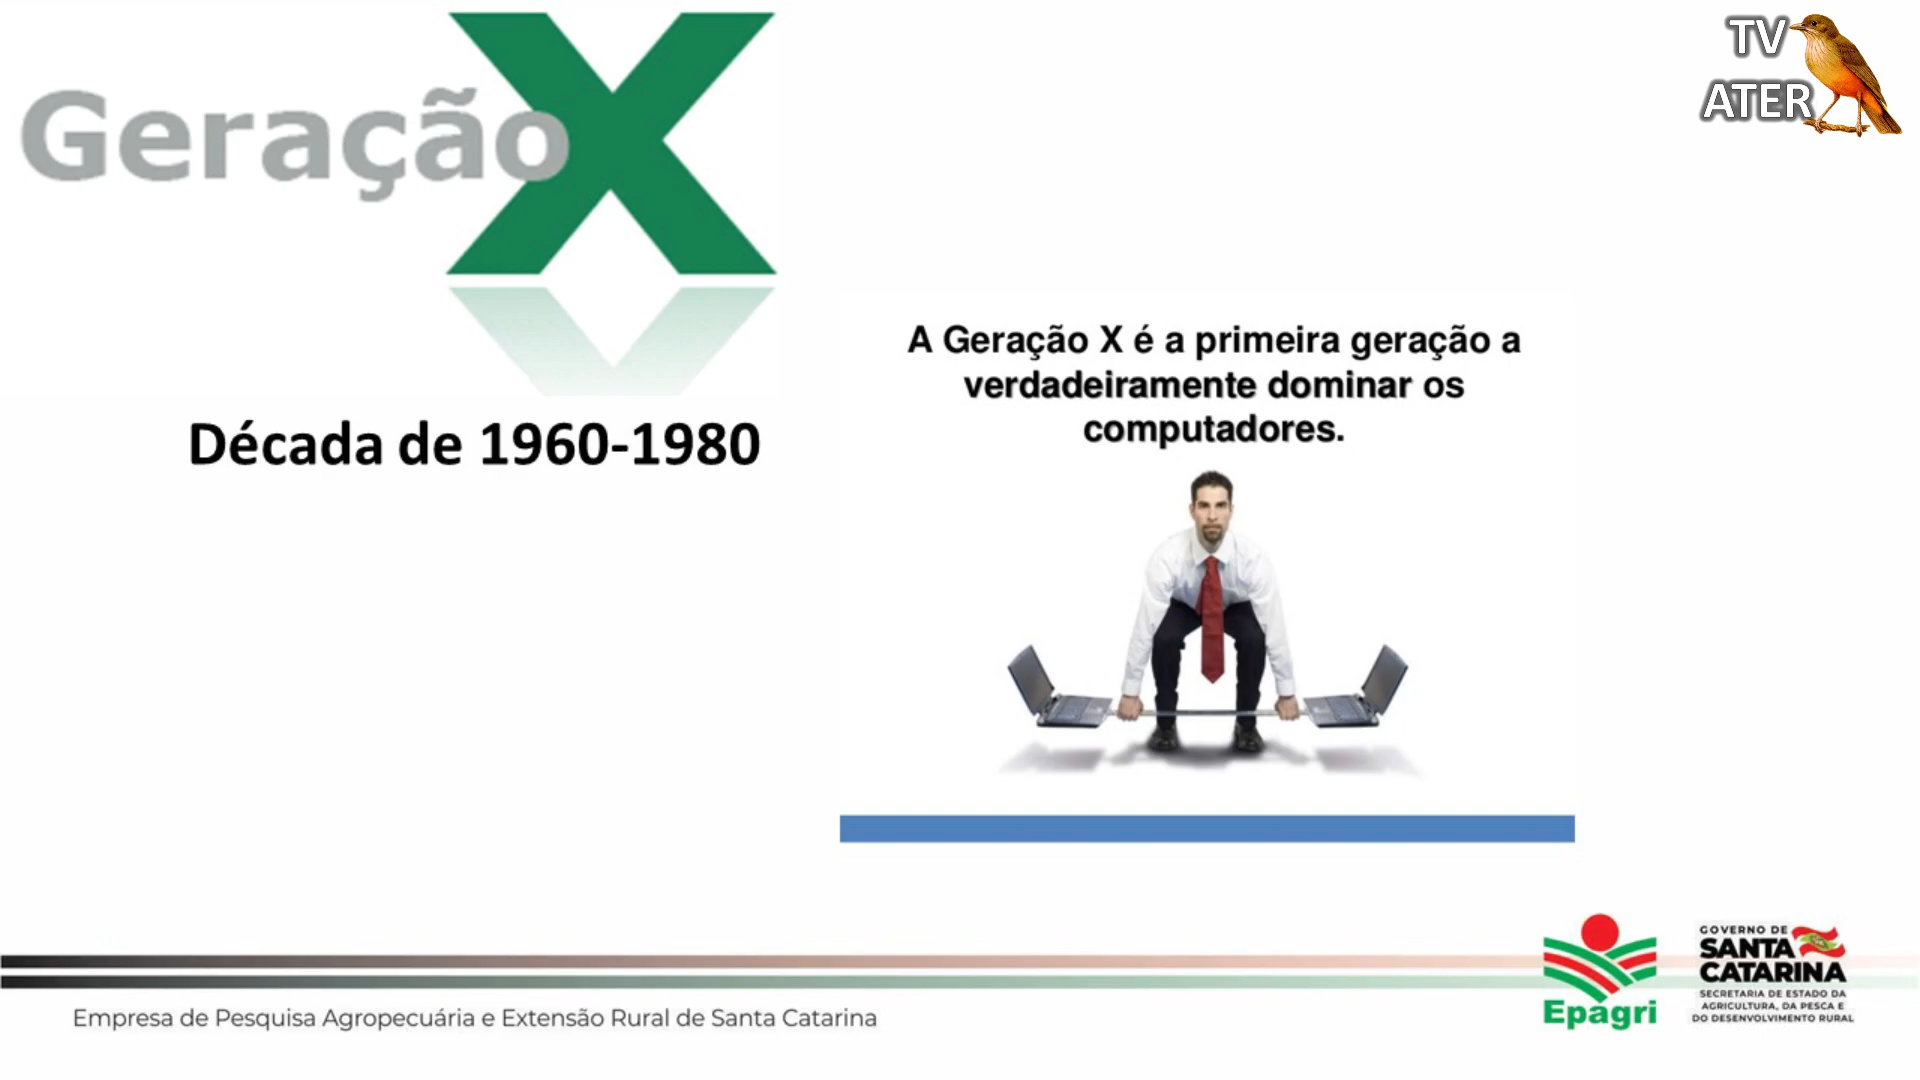 Geração X
TV
ATER
A Geração X é a primeira geração a
verdadeiramente dominar os
computadores.
Década de 1960-1980
Empresa de Pesquisa Agropecuária e Extensão Rural de Santa Catarina
Epagri
GOVERNO DE
SANTA
CATARINA
SECRETARIA DE ESTADO DA
AGRICULTURA, DA PESCA E
DO DESENVOLVIMENTO RURAL